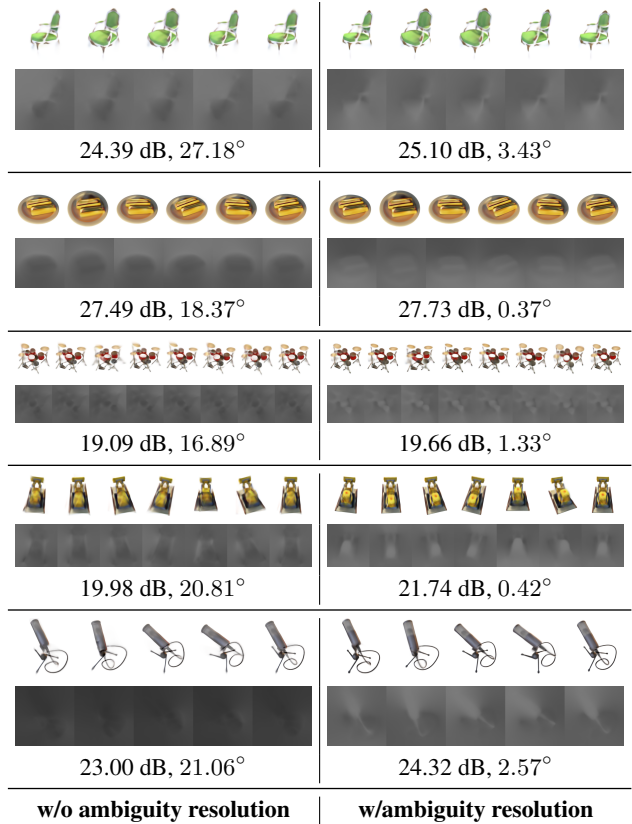 24.39 dB, 27.18°
25.10 dB, 3.43°
27.49 dB, 18.37°
27.73 dB, 0.37°
19.09 dB, 16.89°
19.66 dB, 1.33°
19.98 dB, 20.81°
21.74 dB, 0.42°
23.00 dB, 21.06°
24.32 dB, 2.57°
w/o ambiguity resolution
w/ambiguity resolution